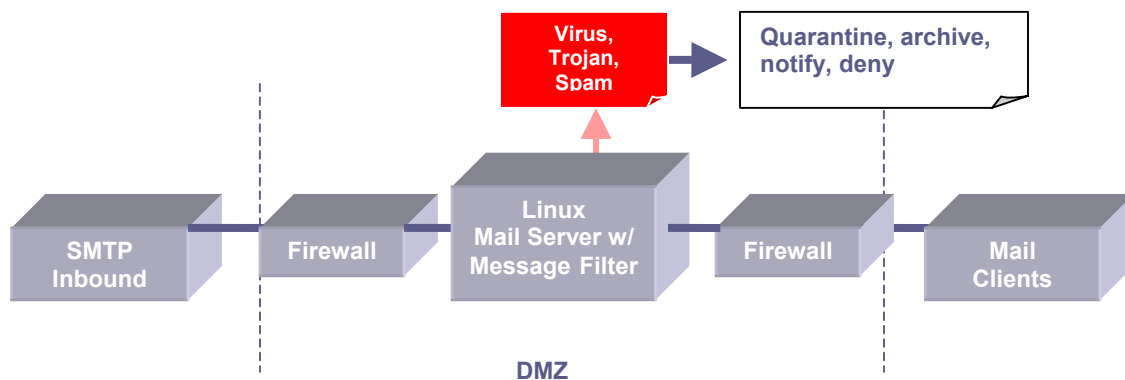 Virus,
Trojan,
Spam
Quarantine, archive,
notify, deny
SMTP
Inbound
Firewall
Linux
Mail Server w/
Message Filter
Firewall
Mail
Clients
DMZ